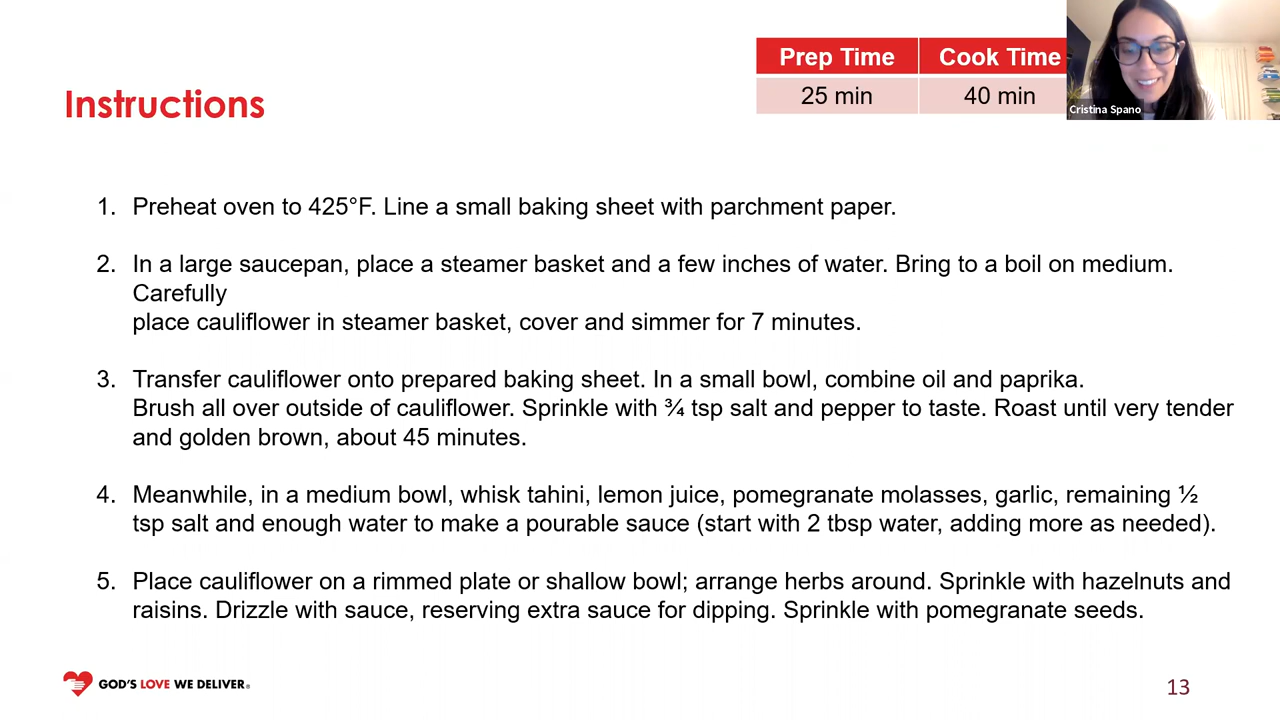 Prep Time Cook Time
25 min 40 min
Cristina Spano
Instructions
1. Preheat oven to 425°F. Line a small baking sheet with parchment paper.
2. In a large saucepan, place a steamer basket and a few inches of water. Bring to a boil on medium.
Carefully
place cauliflower in steamer basket, cover and simmer for 7 minutes.
3. Transfer cauliflower onto prepared baking sheet. In a small bowl, combine oil and paprika.
Brush all over outside of cauliflower. Sprinkle with ¾ tsp salt and pepper to taste. Roast until very tender
and golden brown, about 45 minutes.
4. Meanwhile, in a medium bowl, whisk tahini, lemon juice, pomegranate molasses, garlic, remaining ½
tsp salt and enough water to make a pourable sauce (start with 2 tbsp water, adding more as needed).
5. Place cauliflower on a rimmed plate or shallow bowl; arrange herbs around. Sprinkle with hazelnuts and
raisins. Drizzle with sauce, reserving extra sauce for dipping. Sprinkle with pomegranate seeds.
GOD'S LOVE WE DELIVER®
13